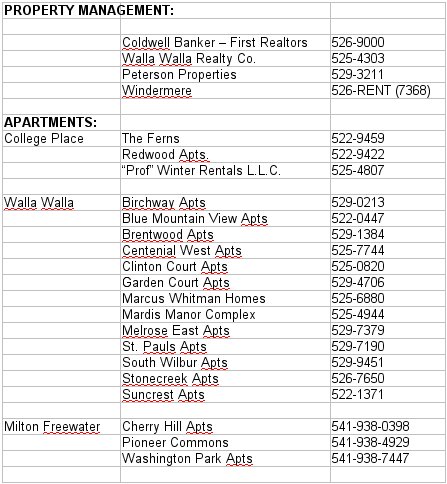 PROPERTY MANAGEMENT:
Coldwell Banker – First Realtors 526-9000
Walla Walla Realty Co. 525-4303
Peterson Properties 529-3211
Windermere 526-RENT (7368)
APARTMENTS:
College Place The Ferns 522-9459
Redwood Apts. 522-9422
“Prof” Winter Rentals L.L.C. 525-4807
Walla Walla Birchway Apts 529-0213
Blue Mountain View Apts 522-0447
Brentwood Apts 529-1384
Centenial West Apts 525-7744
Clinton Court Apts 525-0820
Garden Court Apts 529-4706
Marcus Whitman Homes 525-6880
Mardis Manor Complex 525-4944
Melrose East Apts 529-7379
St. Pauls Apts 529-7190
South Wilbur Apts 529-9451
Stonecreek Apts 526-7650
Suncrest Apts 522-1371
Milton Freewater Cherry Hill Apts 541-938-0398
Pioneer Commons 541-938-4929
Washington Park Apts 541-938-7447